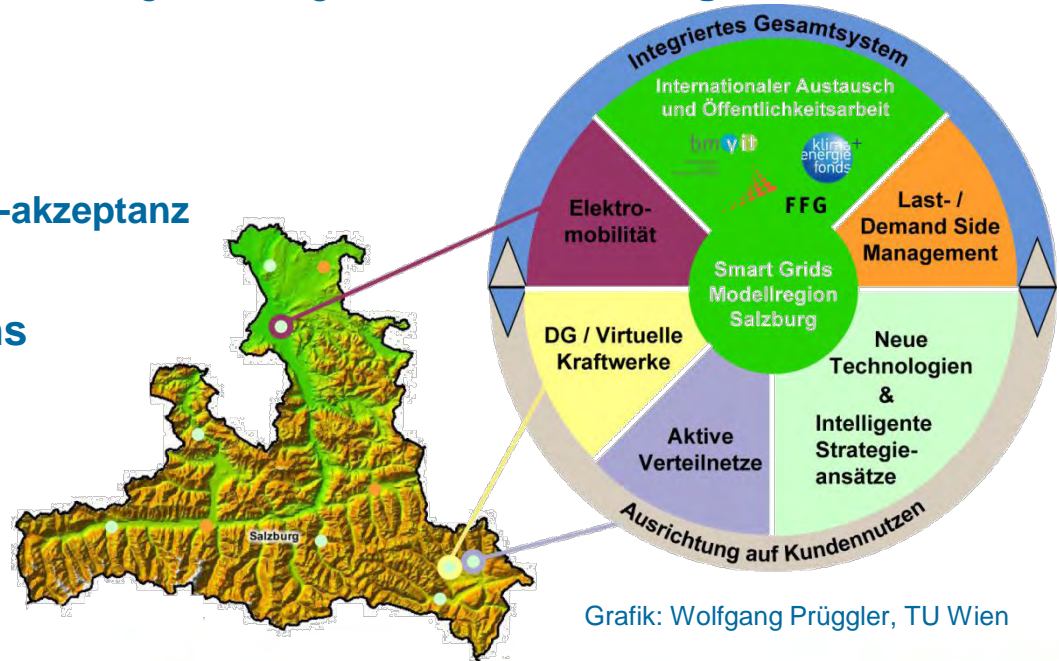 Integriertes Gesamtsystem
Internationaler Austausch
und Öffentlichkeitsarbeit
bmvit
klima+
energie
fonds
FFG
-akzeptanz
Elektro-
mobilität
Last- /
Demand Side
Management
Smart Grids
Modellregion
Salzburg
DG / Virtuelle
Kraftwerke
Neue
Technologien
&
Intelligente
Strategie-
ansätze
Aktive
Verteilnetze
Salzburg
Ausrichtung auf Kundennutzen
Grafik: Wolfgang Prüggler, TU Wien